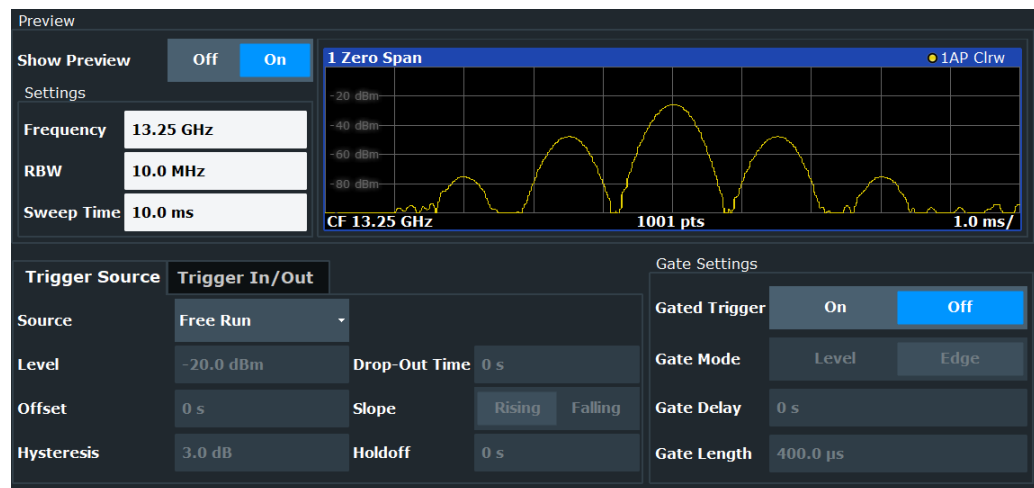 Preview
Show Preview Off On
Settings
Frequency 13.25 GHz
RBW 10.0 MHz
Sweep Time 10.0 ms
1 Zero Span 1AP Clrw
-20 dBm
-40 dBm
-60 dBm
-80 dBm
CF 13.25 GHz 1001 pts 1.0 ms/
Trigger Source Trigger In/Out
Source Free Run
Level -20.0 dBm Drop-Out Time 0 s
Offset 0 s Slope Rising Falling
Hysteresis 3.0 dB Holdoff 0 s
Gate Settings
Gated Trigger On Off
Gate Mode Level Edge
Gate Delay 0 s
Gate Length 400.0 µs